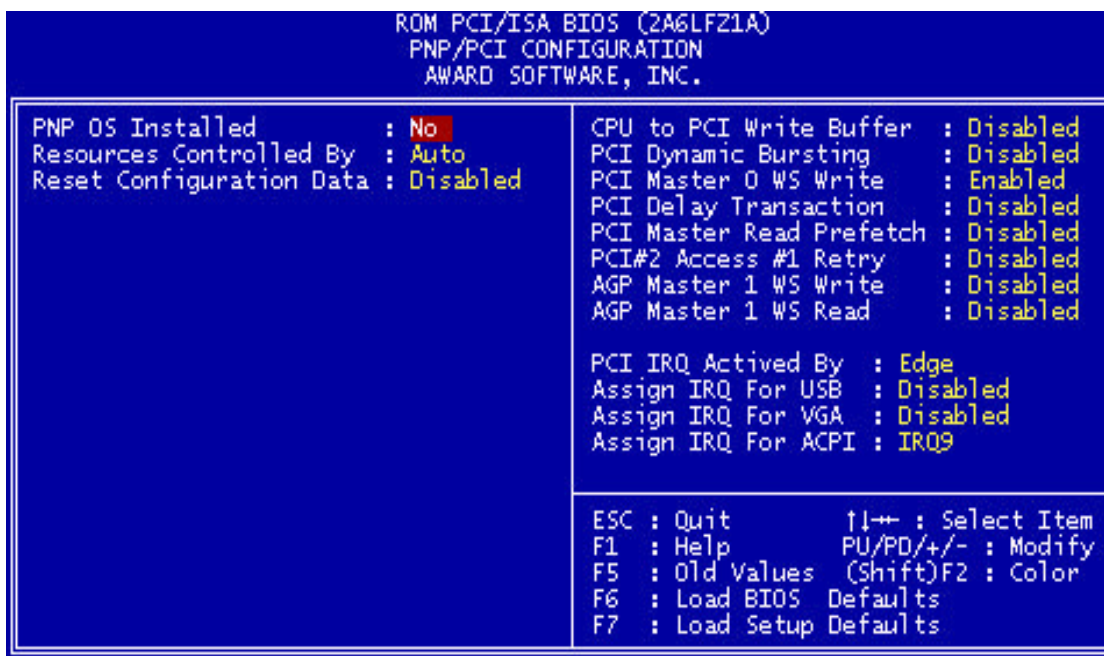 ROM PCI/ISA BIOS (2A6LFZ1A)
PNP/PCI CONFIGURATION
AWARD SOFTWARE, INC.
PNP OS Installed : No
Resources Controlled By : Auto
Reset Configuration Data : Disabled
CPU to PCI Write Buffer : Disabled
PCI Dynamic Bursting : Disabled
PCI Master 0 WS Write : Enabled
PCI Delay Transaction : Disabled
PCI Master Read Prefetch : Disabled
PCI#2 Access #1 Retry : Disabled
AGP Master 1 WS Write : Disabled
AGP Master 1 WS Read : Disabled
PCI IRQ Actived By : Edge
Assign IRQ For USB : Disabled
Assign IRQ For VGA : Disabled
Assign IRQ For ACPI : IRQ9
ESC : Quit ↑↓→← : Select Item
F1 : Help PU/PD/+/- : Modify
F5 : Old Values (Shift)F2 : Color
F6 : Load BIOS Defaults
F7 : Load Setup Defaults